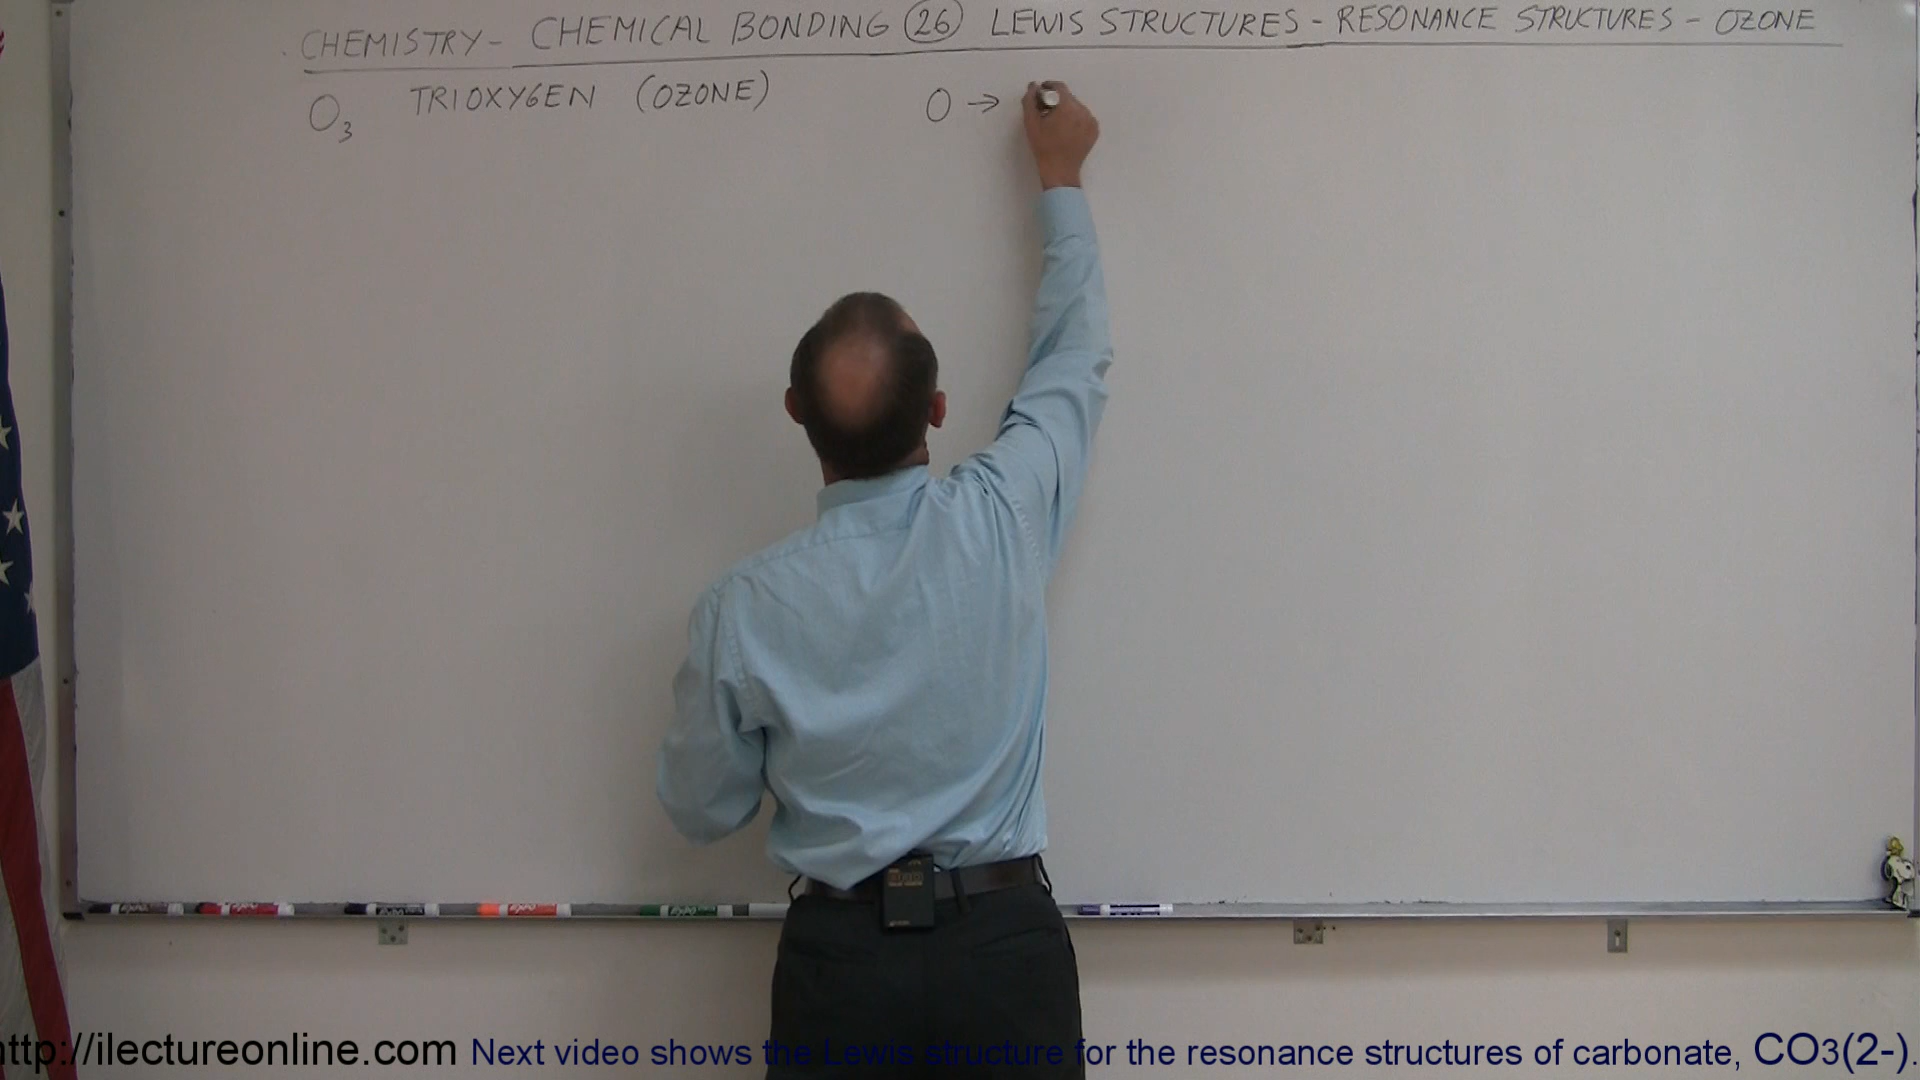 CHEMISTRY - CHEMICAL BONDING 26 LEWIS STRUCTURES - RESONANCE STRUCTURES - OZONE
O3 TRIOXYGEN (OZONE) O →
ttp://ilectureonline.com Next video shows the Lewis structure for the resonance structures of carbonate, CO3(2-).